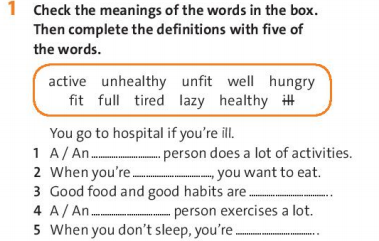 1 Check the meanings of the words in the box.
Then complete the definitions with five of
the words.
active unhealthy unfit well hungry
fit full tired lazy healthy ill
You go to hospital if you're ill.
1 A / An .............................. person does a lot of activities.
2 When you're .............................., you want to eat.
3 Good food and good habits are ..............................
4 A / An .............................. person exercises a lot.
5 When you don't sleep, you're ..............................